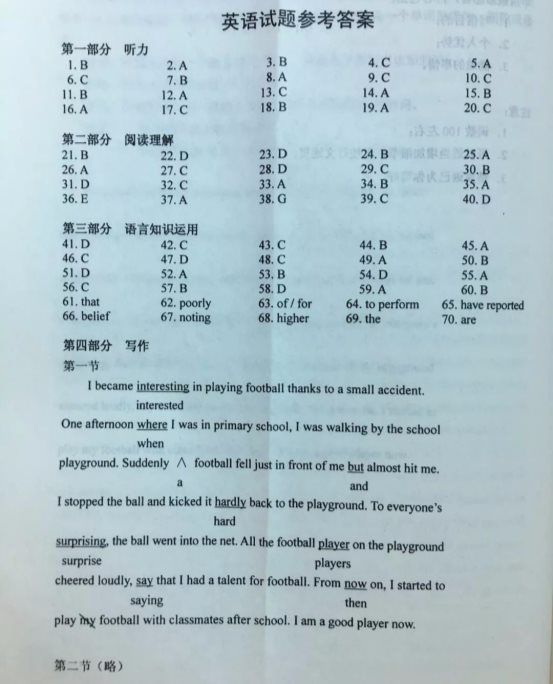 英语试题参考答案
第一部分 听力
1. B 2. A 3. B 4. C 5. A
6. C 7. B 8. A 9. C 10. C
11. B 12. A 13. C 14. A 15. B
16. A 17. C 18. B 19. A 20. C
第二部分 阅读理解
21. B 22. D 23. D 24. B 25. A
26. A 27. C 28. D 29. C 30. B
31. D 32. C 33. A 34. B 35. A
36. E 37. A 38. G 39. C 40. D
第三部分 语言知识运用
41. D 42. C 43. C 44. B 45. A
46. C 47. D 48. C 49. A 50. B
51. D 52. A 53. B 54. D 55. A
56. C 57. B 58. D 59. A 60. B
61. that 62. poorly 63. of / for 64. to perform 65. have reported
66. belief 67. noting 68. higher 69. the 70. are
第四部分 写作
第一节
I became interesting in playing football thanks to a small accident.
interested
One afternoon where I was in primary school, I was walking by the school
when
playground. Suddenly ∧ football fell just in front of me but almost hit me.
a and
I stopped the ball and kicked it hardly back to the playground. To everyone's
hard
surprising, the ball went into the net. All the football player on the playground
surprise players
cheered loudly, say that I had a talent for football. From now on, I started to
saying then
play my football with classmates after school. I am a good player now.
第二节（略）